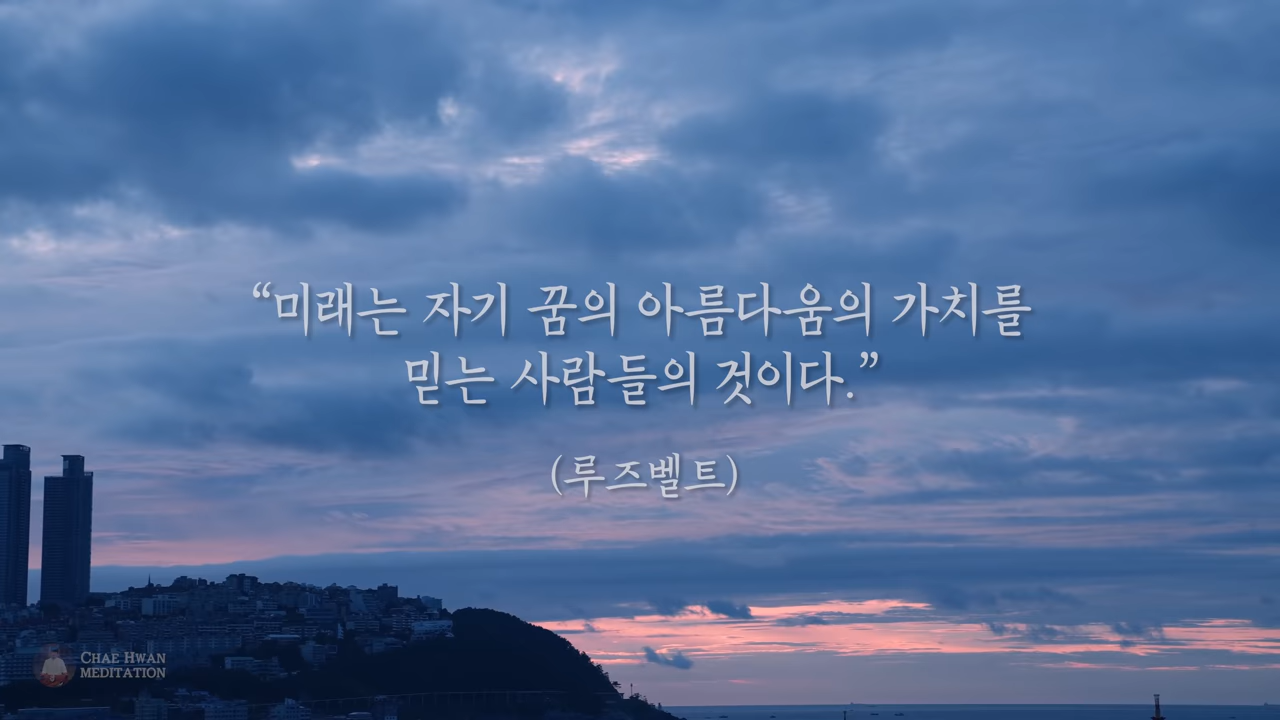 “미래는 자기 꿈의 아름다움의 가치를
믿는 사람들의 것이다.”
(루즈벨트)
CHAE HWAN
MEDITATION